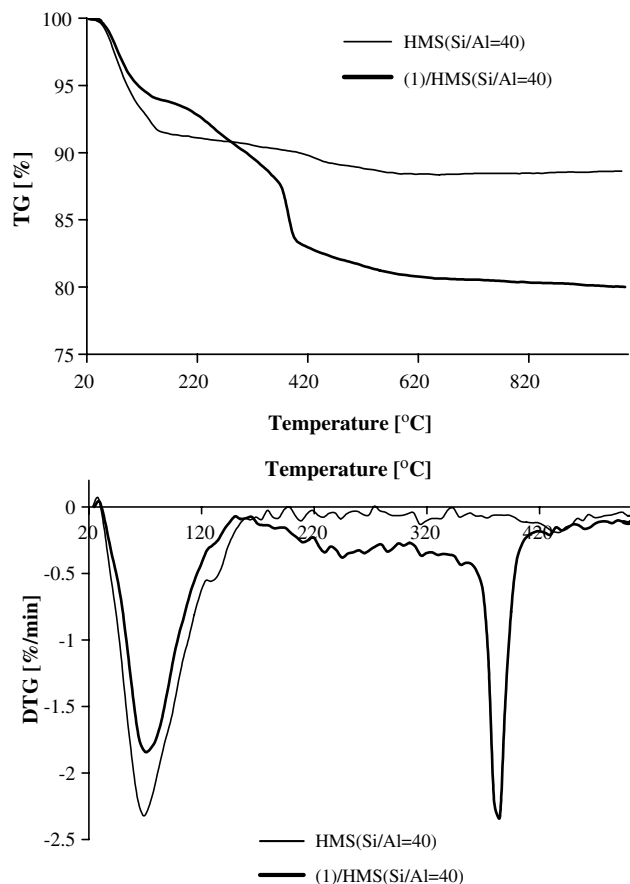 100
95
90
85
80
75
TG [%]
HMS(Si/Al=40)
(1)/HMS(Si/Al=40)
20 220 420 620 820
Temperature [°C]
Temperature [°C]
0
-0.5
-1
-1.5
-2
-2.5
DTG [%/min]
20 120 220 320 420
HMS(Si/Al=40)
(1)/HMS(Si/Al=40)